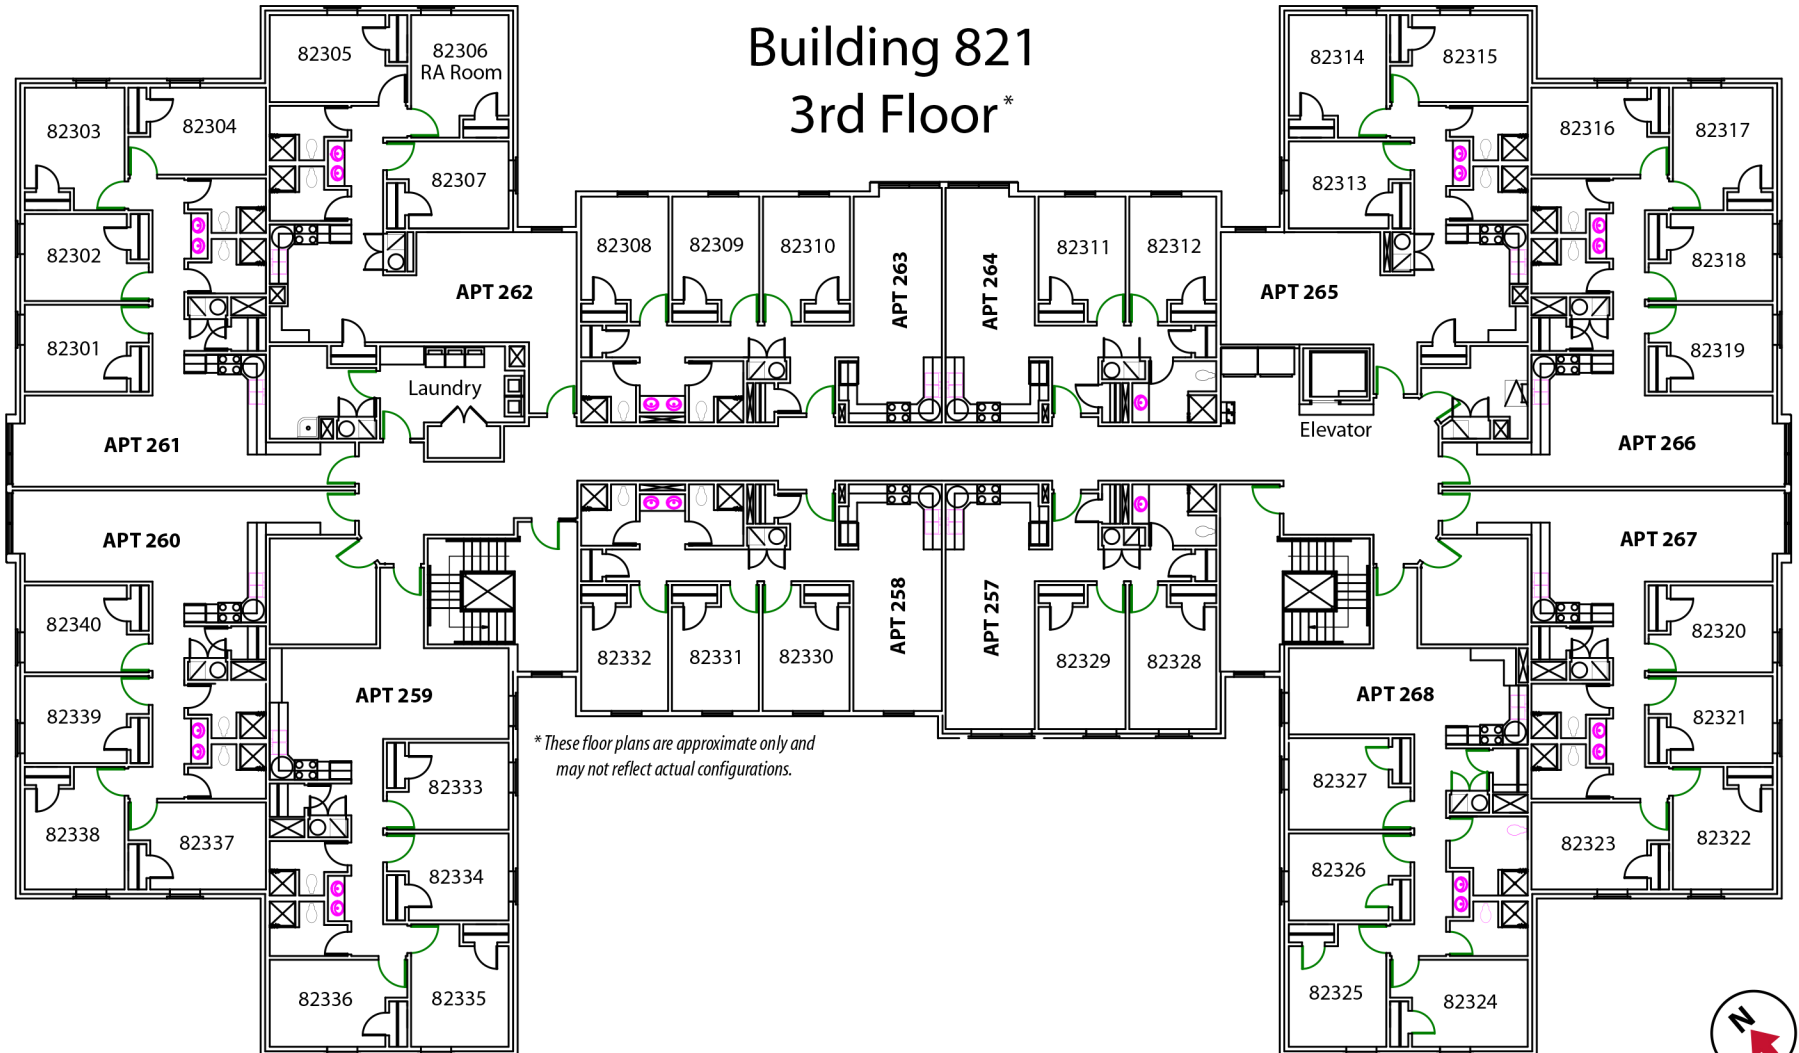 Building 821
3rd Floor*
82305
82306
RA Room
82314
82315
82303
82304
82316
82317
82307
82313
82302
82308
82309
82310
82311
82312
82318
APT 262
APT 263
APT 264
APT 265
82301
82319
Laundry
Elevator
APT 261
APT 266
APT 260
APT 267
82340
82320
82332
82331
82330
APT 258
APT 257
82329
82328
APT 259
APT 268
82339
82321
* These floor plans are approximate only and
may not reflect actual configurations.
82333
82327
82338
82337
82323
82322
82334
82326
82336
82335
82325
82324
N